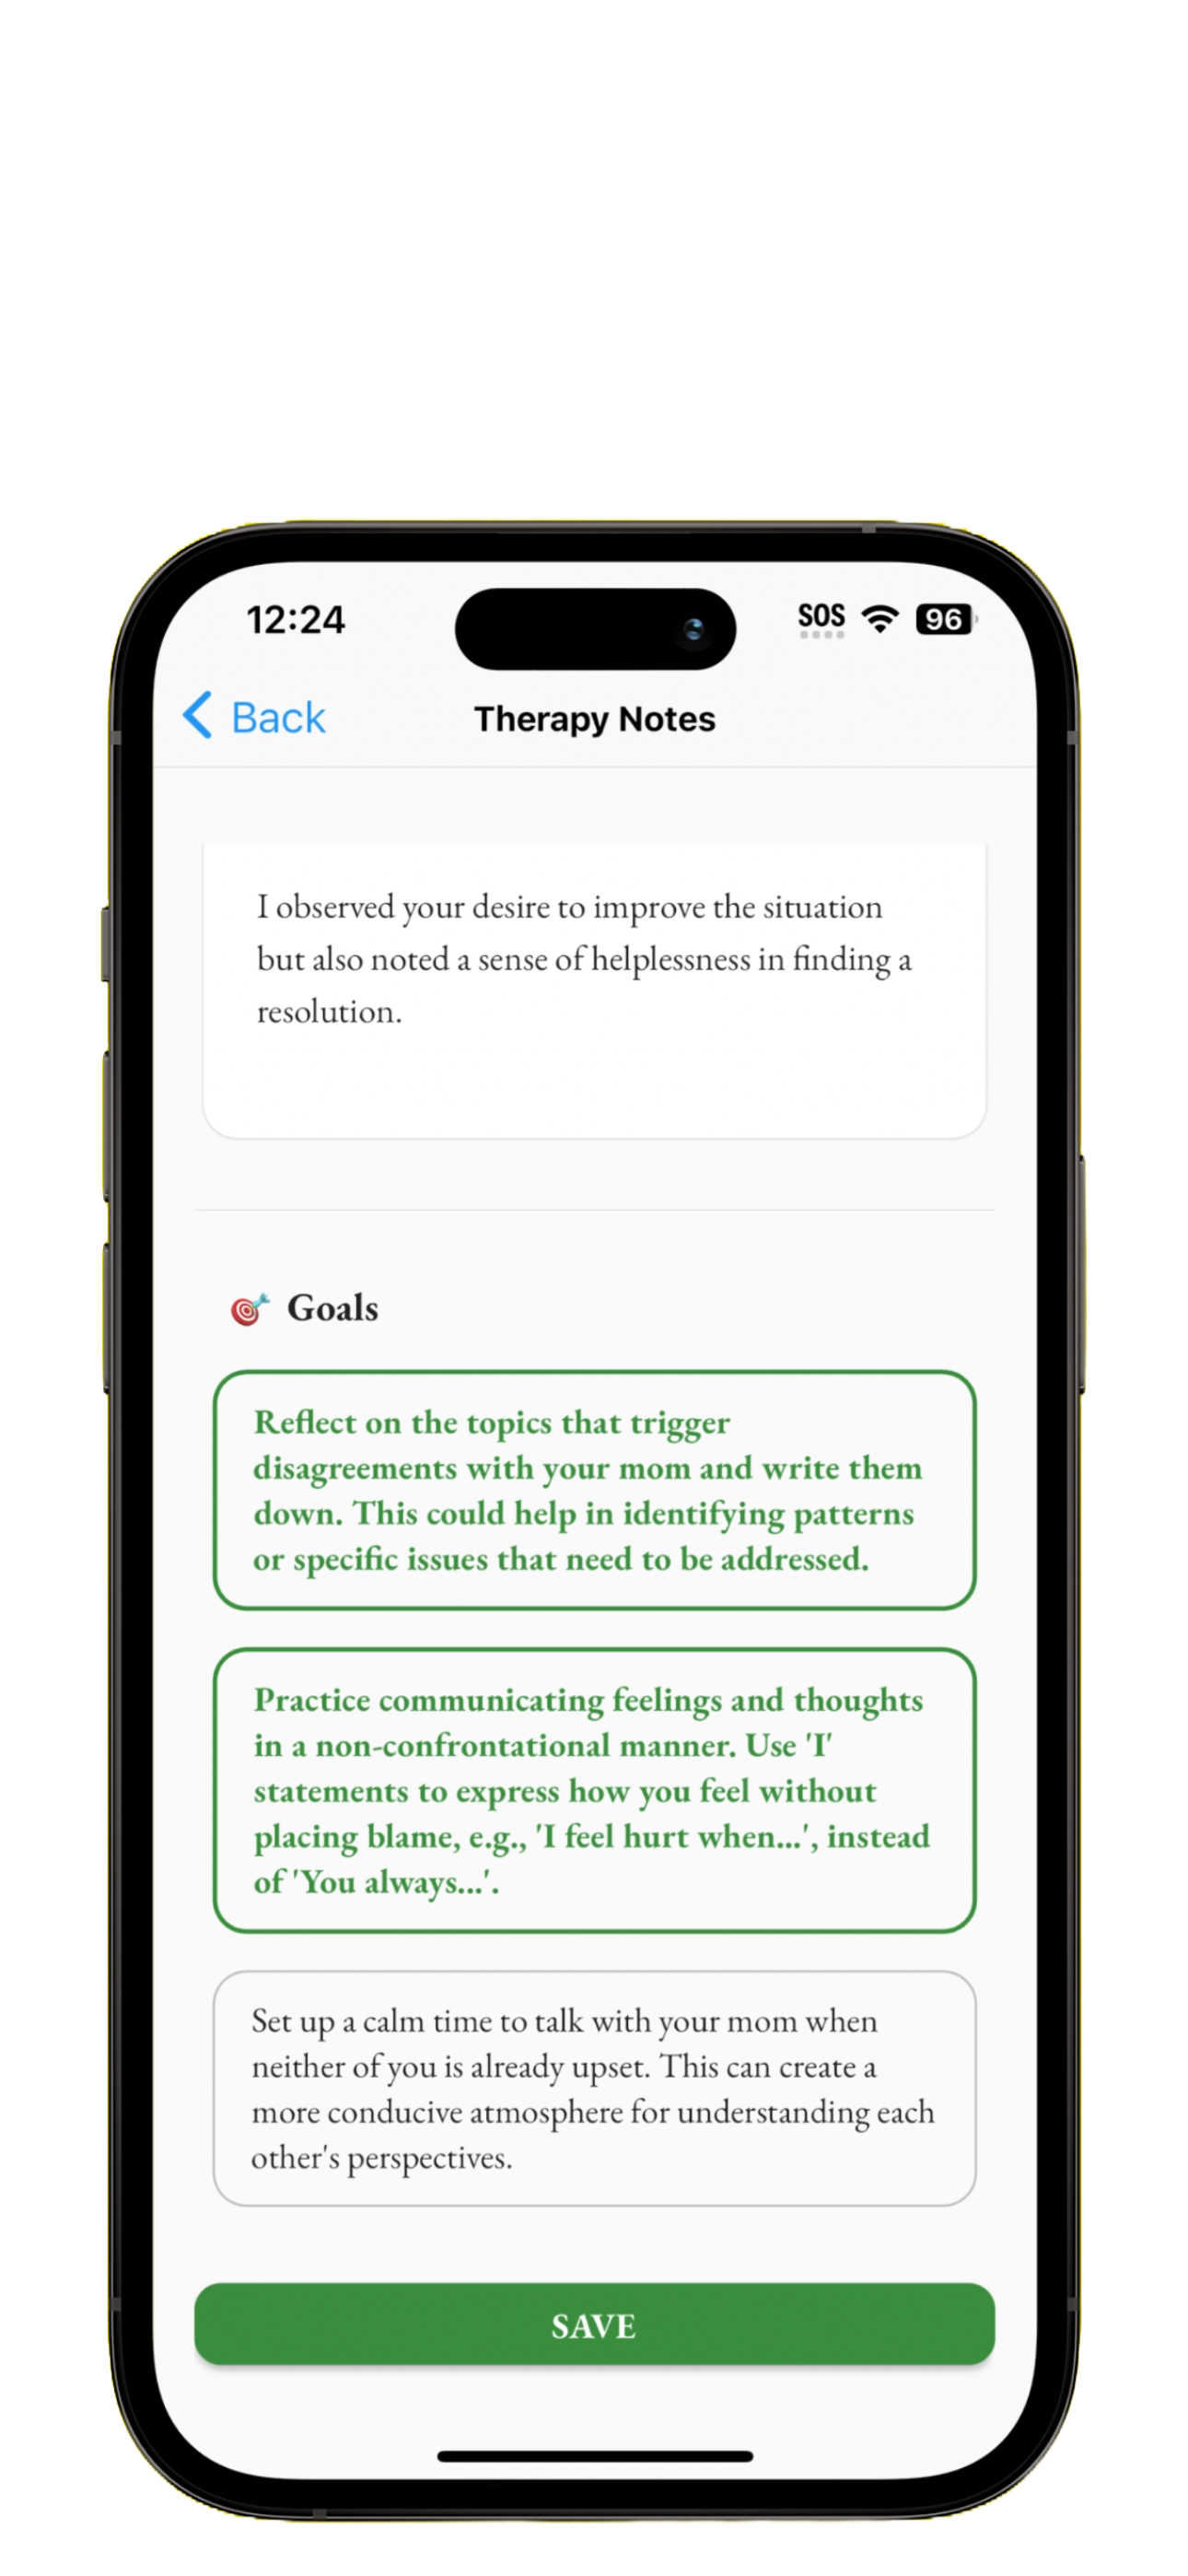 12:24
SOS
96
Back
Therapy Notes
I observed your desire to improve the situation
but also noted a sense of helplessness in finding a
resolution.
🎯 Goals
Reflect on the topics that trigger
disagreements with your mom and write them
down. This could help in identifying patterns
or specific issues that need to be addressed.
Practice communicating feelings and thoughts
in a non-confrontational manner. Use 'I'
statements to express how you feel without
placing blame, e.g., 'I feel hurt when...', instead
of 'You always...'.
Set up a calm time to talk with your mom when
neither of you is already upset. This can create a
more conducive atmosphere for understanding each
other's perspectives.
SAVE